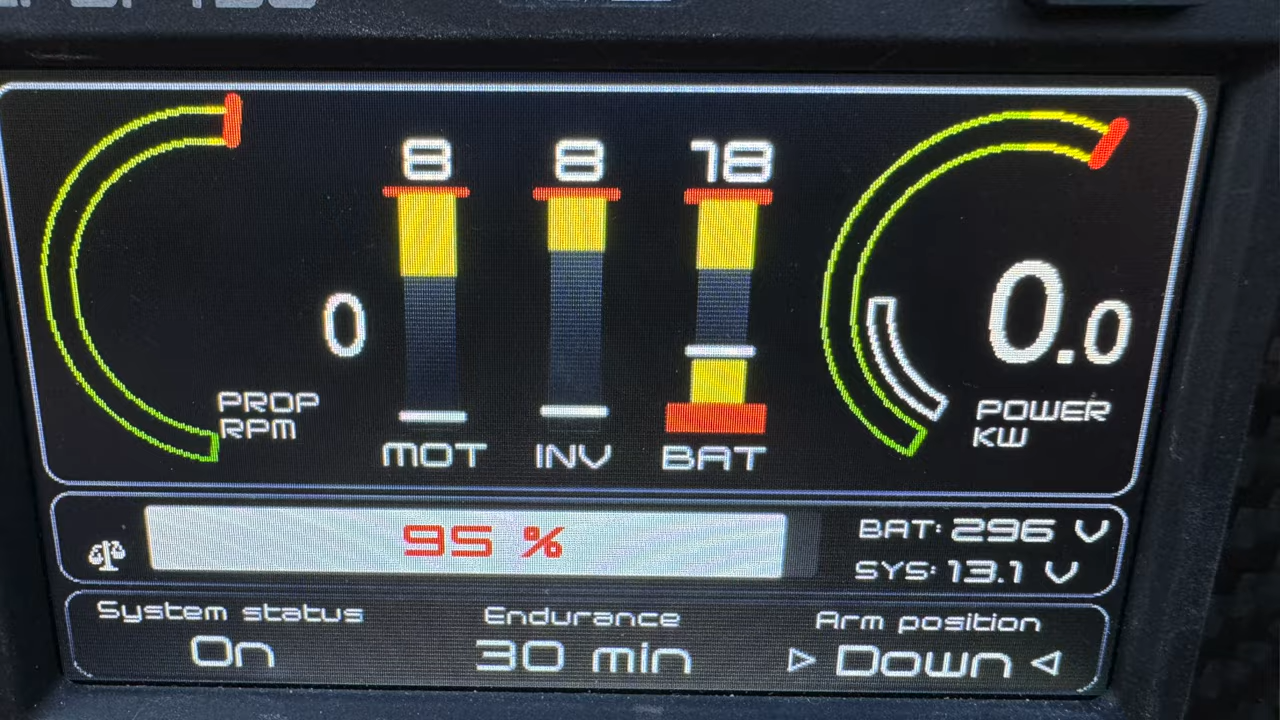 8 8 18
0
0.0
PROP
RPM
POWER
KW
MOT INV BAT
95 %
BAT: 296 V
SYS: 13.1 V
System status Endurance Arm position
On 30 min ▷ Down ◁